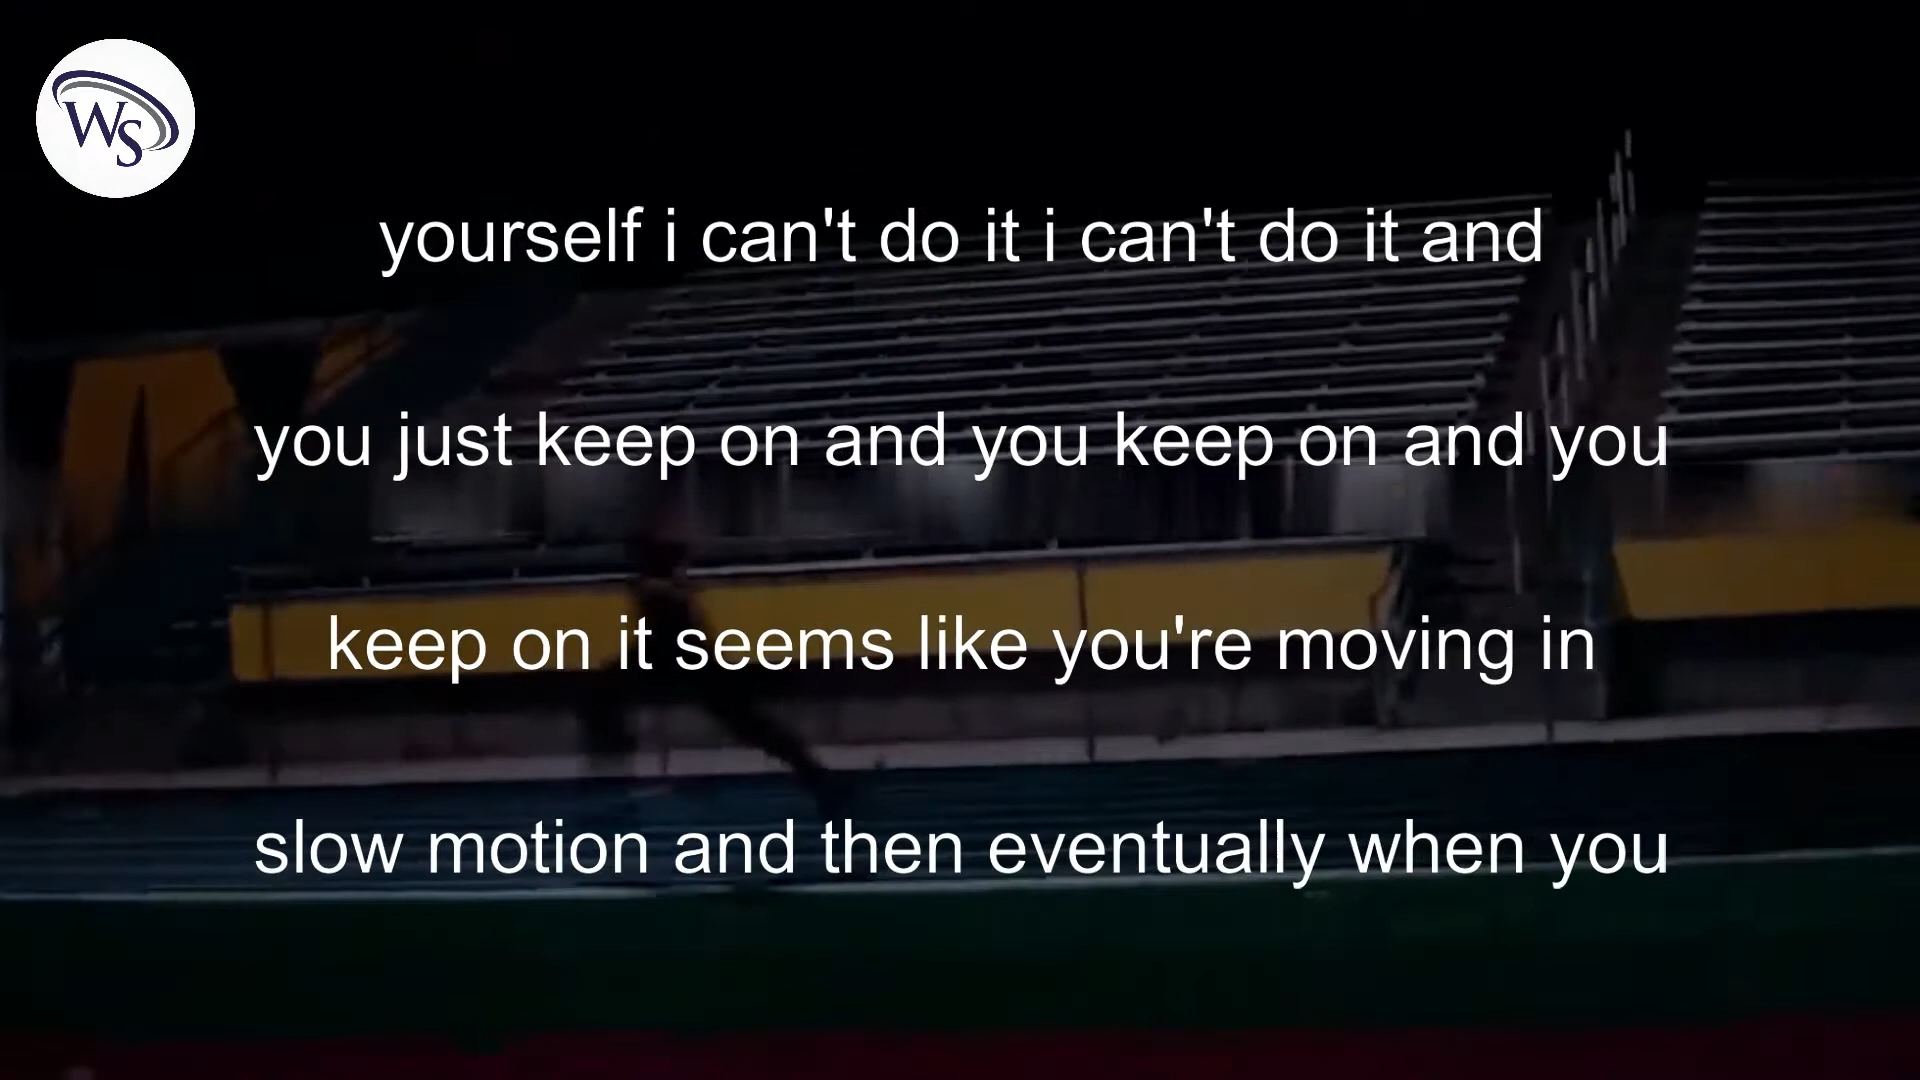 WS
yourself i can't do it i can't do it and
you just keep on and you keep on and you
keep on it seems like you're moving in
slow motion and then eventually when you